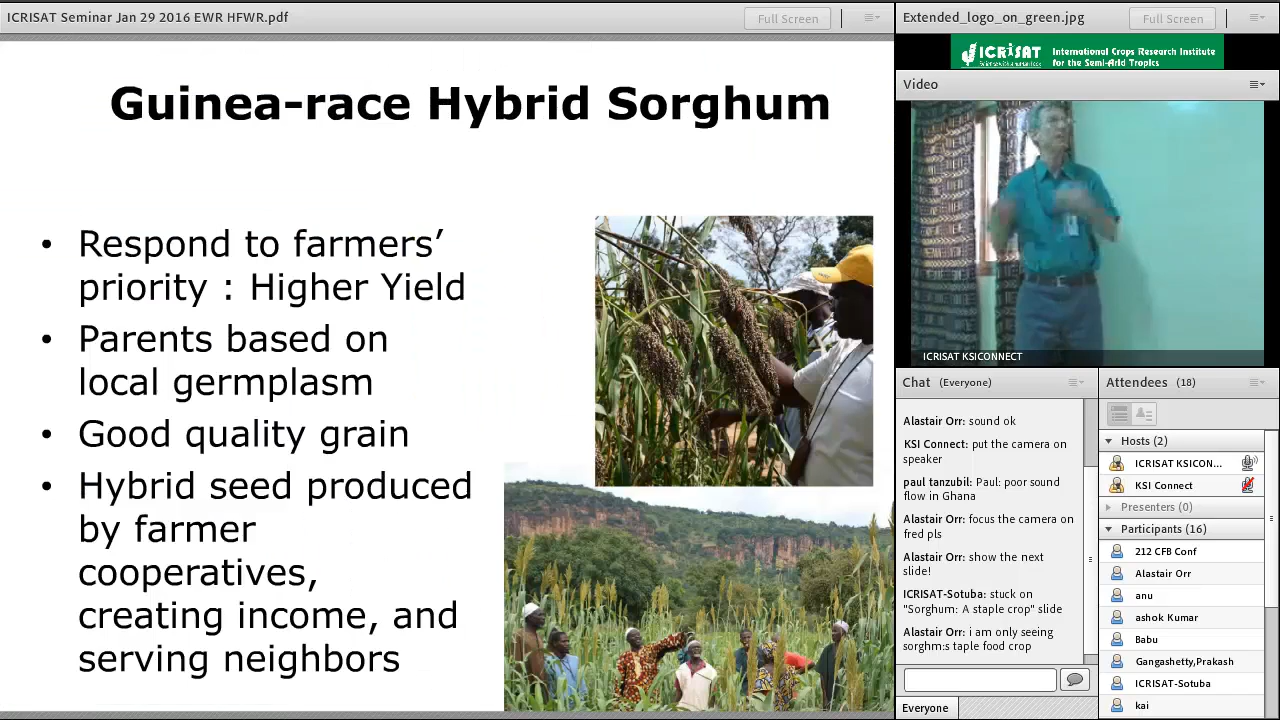 ICRISAT Seminar Jan 29 2016 EWR HFWR.pdf
Full Screen
Guinea-race Hybrid Sorghum
• Respond to farmers’
priority : Higher Yield
• Parents based on
local germplasm
• Good quality grain
• Hybrid seed produced
by farmer
cooperatives,
creating income, and
serving neighbors
Extended_logo_on_green.jpg
Full Screen
ICRISAT
International Crops Research Institute
for the Semi-Arid Tropics
Video
ICRISAT KSICONNECT
Chat (Everyone)
Alastair Orr: sound ok
KSI Connect: put the camera on
speaker
paul tanzubil: Paul: poor sound
flow in Ghana
Alastair Orr: focus the camera on
fred pls
Alastair Orr: show the next
slide!
ICRISAT-Sotuba: stuck on
"Sorghum: A staple crop" slide
Alastair Orr: i am only seeing
sorghm:s taple food crop
Everyone
Attendees (18)
Hosts (2)
ICRISAT KSICON...
KSI Connect
Presenters (0)
Participants (16)
212 CFB Conf
Alastair Orr
anu
ashok Kumar
Babu
Gangashetty,Prakash
ICRISAT-Sotuba
kai